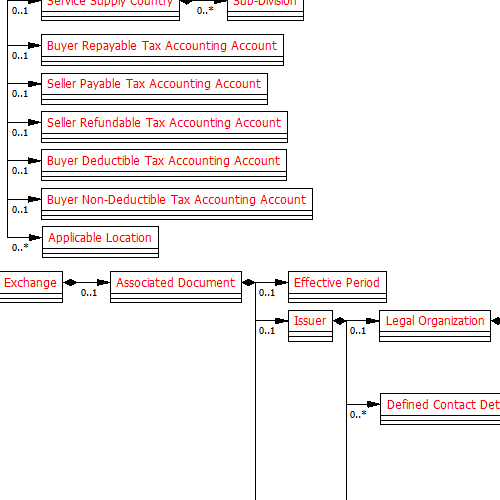 Service Supply Country
Sub-Division
0..1
0..*
Buyer Repayable Tax Accounting Account
0..1
Seller Payable Tax Accounting Account
0..1
Seller Refundable Tax Accounting Account
0..1
Buyer Deductible Tax Accounting Account
0..1
Buyer Non-Deductible Tax Accounting Account
0..1
Applicable Location
0..*
Exchange
Associated Document
Effective Period
0..1
0..1
Issuer
Legal Organization
0..1
0..1
Defined Contact Det
0..*